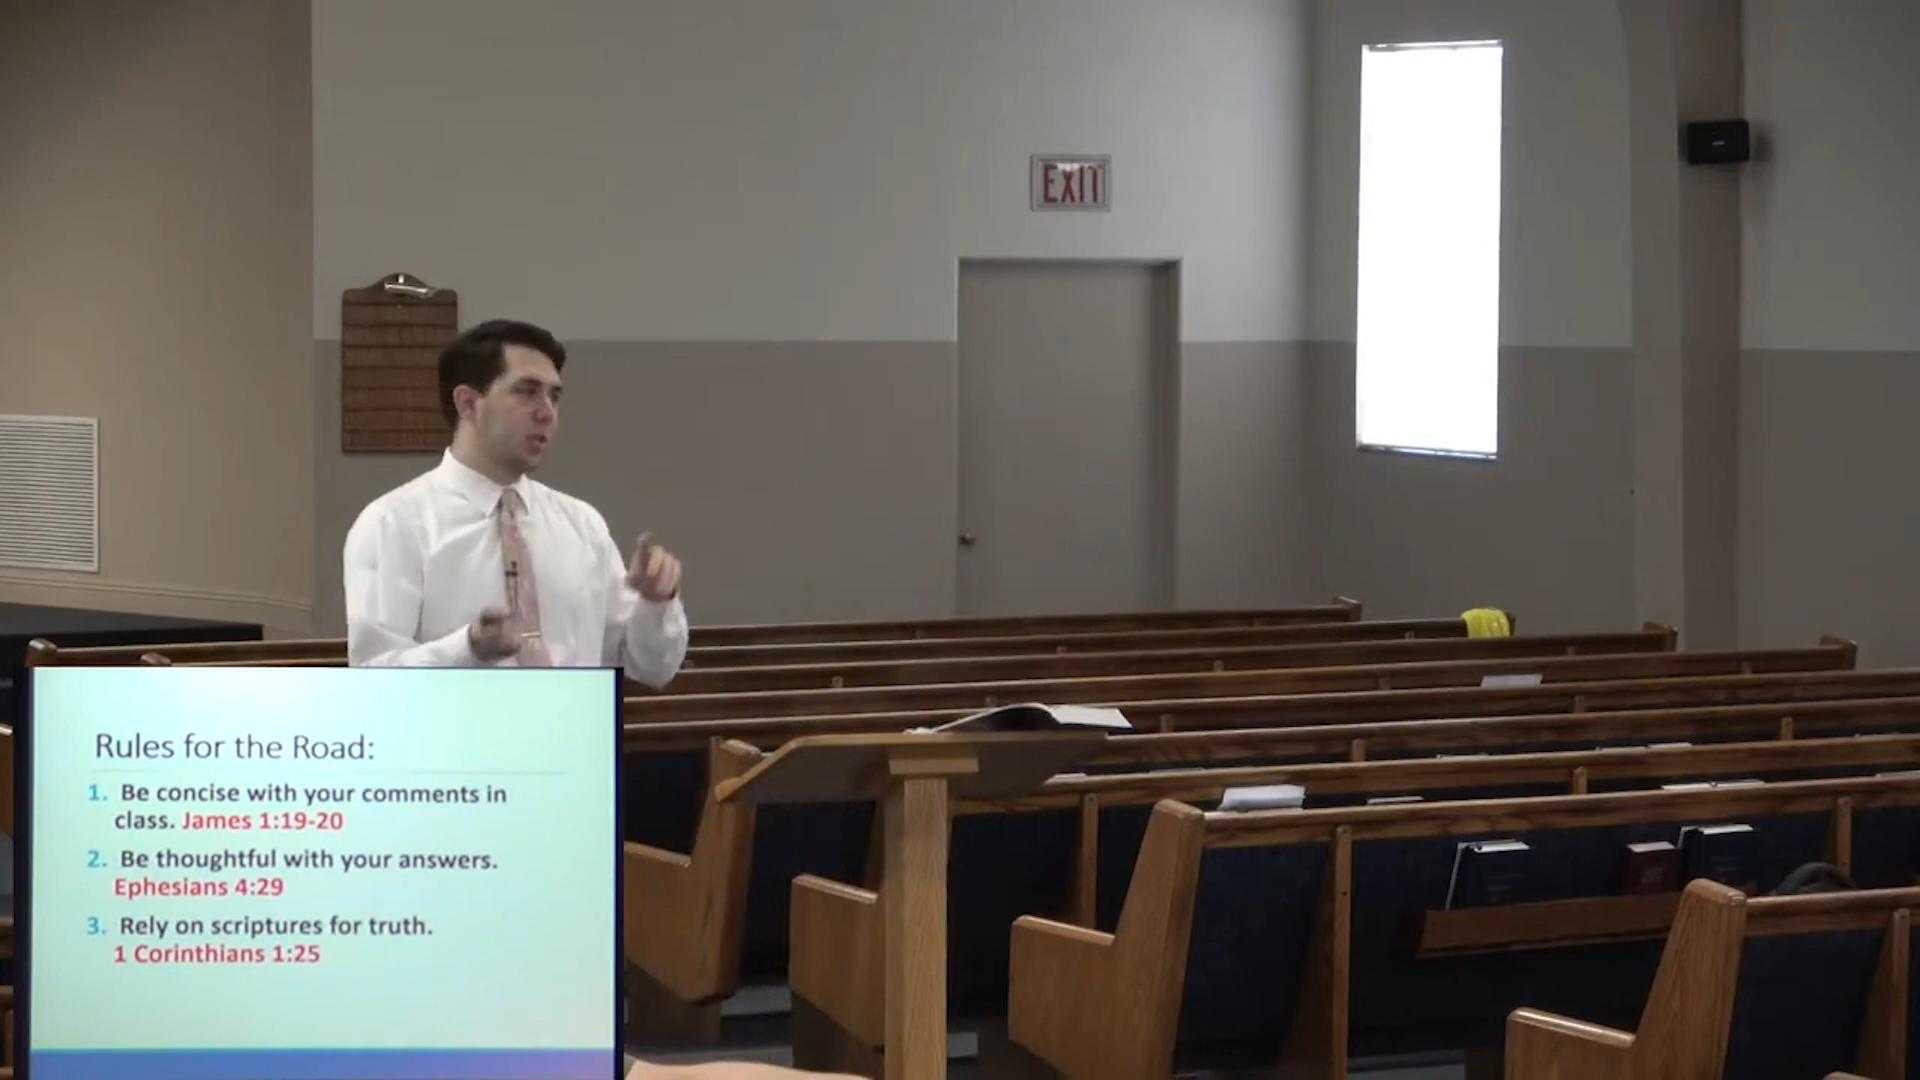 EXIT
Rules for the Road:
1. Be concise with your comments in
class. James 1:19-20
2. Be thoughtful with your answers.
Ephesians 4:29
3. Rely on scriptures for truth.
1 Corinthians 1:25